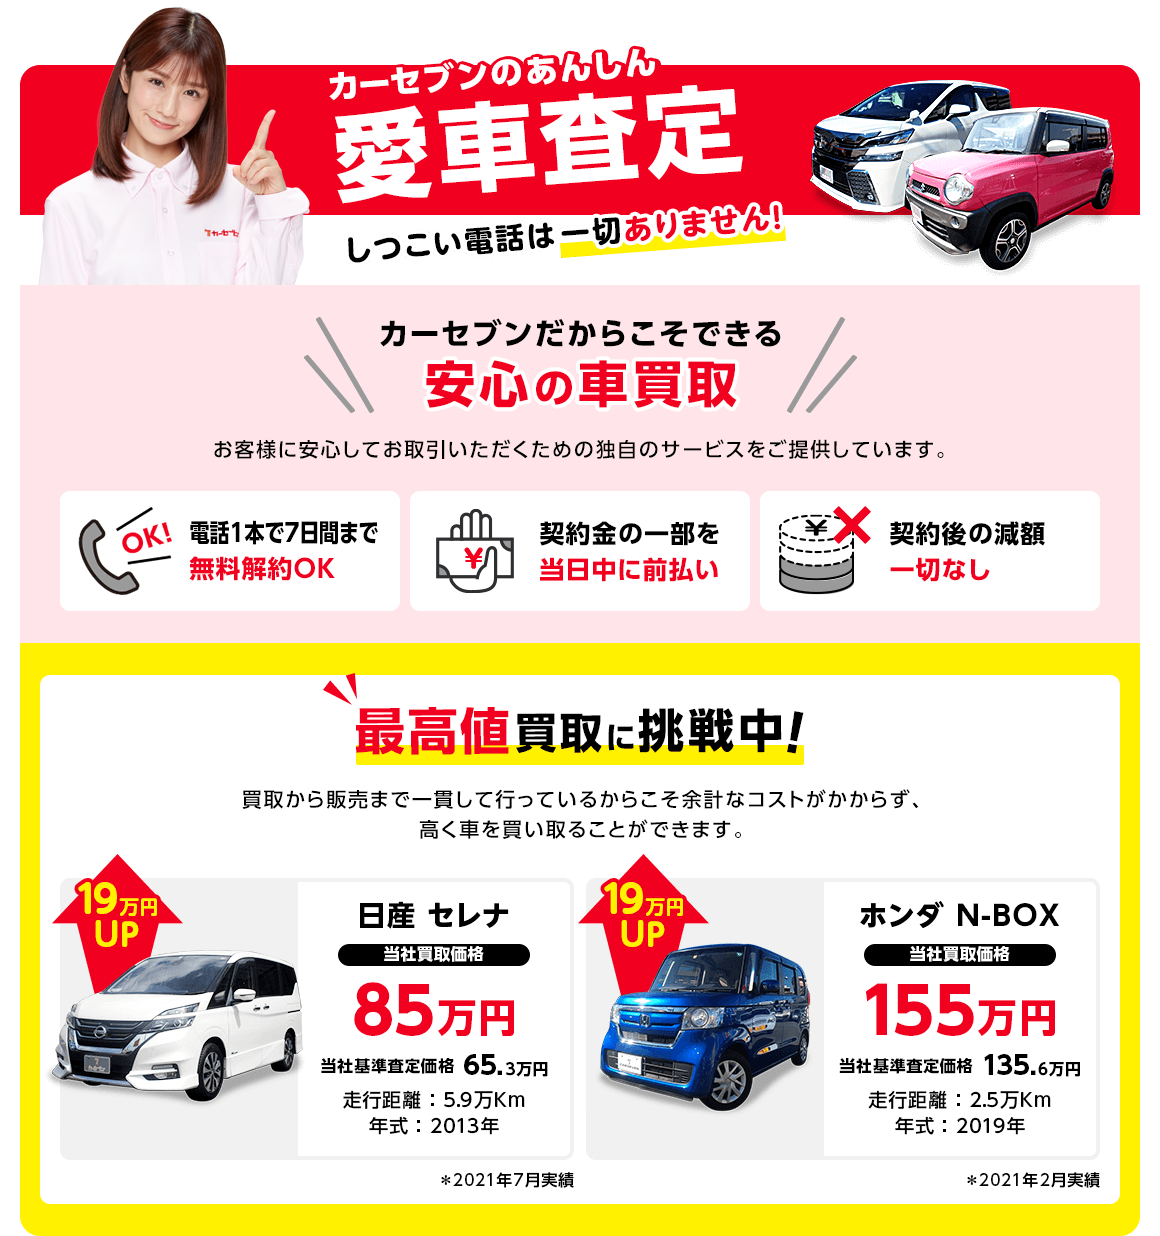 カーセブンのあんしん
愛車査定
しつこい電話は一切ありません!
カーセブン
カーセブンだからこそできる
安心の車買取
お客様に安心してお取引いただくための独自のサービスをご提供しています。
OK!
電話1本で7日間まで
無料解約OK
¥
契約金の一部を
当日中に前払い
¥
契約後の減額
一切なし
最高値買取に挑戦中!
買取から販売まで一貫して行っているからこそ余計なコストがかからず、
高く車を買い取ることができます。
19万円
UP
日産 セレナ
当社買取価格
85万円
当社基準査定価格 65.3万円
走行距離：5.9万Km
年式：2013年
＊2021年7月実績
19万円
UP
ホンダ N-BOX
当社買取価格
155万円
当社基準査定価格 135.6万円
走行距離：2.5万Km
年式：2019年
＊2021年2月実績